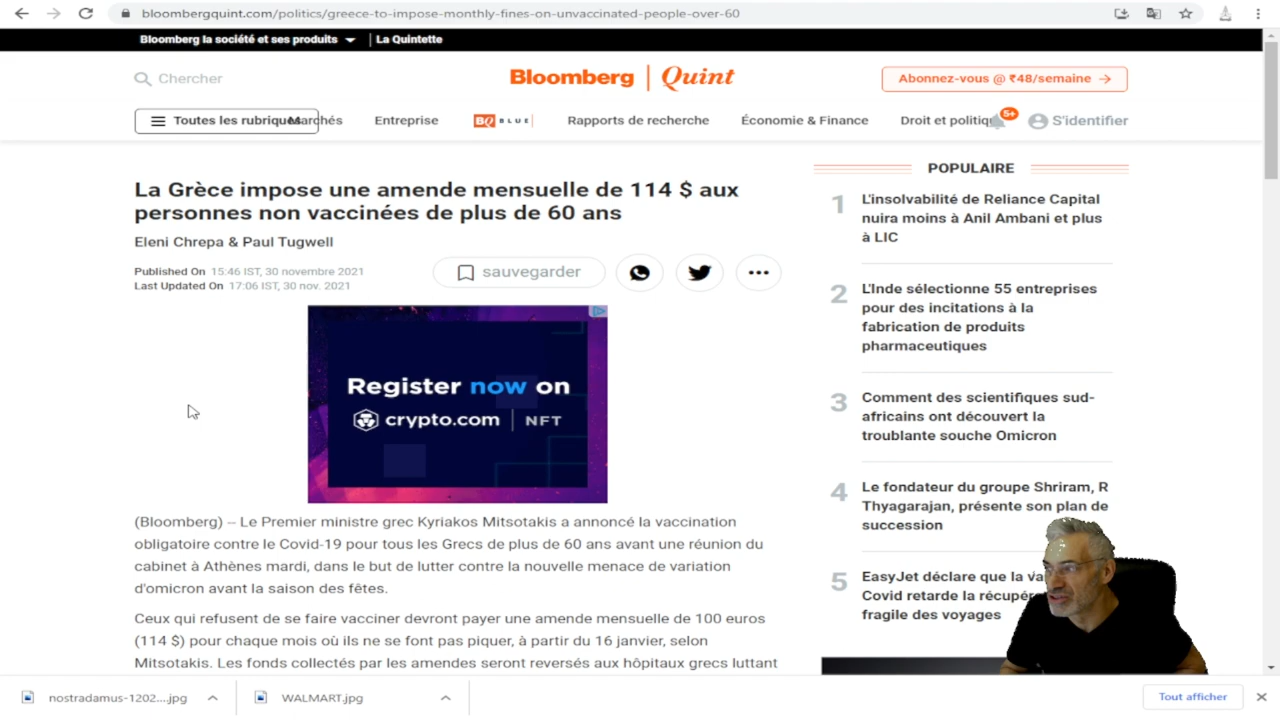 bloombergquint.com/politics/greece-to-impose-monthly-fines-on-unvaccinated-people-over-60
Bloomberg la société et ses produits | La Quintette
Chercher
Bloomberg | Quint
Abonnez-vous @ ₹48/semaine →
Toutes les rubriques
Marchés
Entreprise
BQ BLUE
Rapports de recherche
Économie & Finance
Droit et politiq
5+
S'identifier
La Grèce impose une amende mensuelle de 114 $ aux
personnes non vaccinées de plus de 60 ans
Eleni Chrepa & Paul Tugwell
Published On 15:46 IST, 30 novembre 2021
Last Updated On 17:06 IST, 30 nov. 2021
sauvegarder
Register now on
crypto.com | NFT
(Bloomberg) -- Le Premier ministre grec Kyriakos Mitsotakis a annoncé la vaccination
obligatoire contre le Covid-19 pour tous les Grecs de plus de 60 ans avant une réunion du
cabinet à Athènes mardi, dans le but de lutter contre la nouvelle menace de variation
d'omicron avant la saison des fêtes.
Ceux qui refusent de se faire vacciner devront payer une amende mensuelle de 100 euros
(114 $) pour chaque mois où ils ne se font pas piquer, à partir du 16 janvier, selon
Mitsotakis. Les fonds collectés par les amendes seront reversés aux hôpitaux grecs luttant
POPULAIRE
1
L'insolvabilité de Reliance Capital
nuira moins à Anil Ambani et plus
à LIC
2
L'Inde sélectionne 55 entreprises
pour des incitations à la
fabrication de produits
pharmaceutiques
3
Comment des scientifiques sud-
africains ont découvert la
troublante souche Omicron
4
Le fondateur du groupe Shriram, R
Thyagarajan, présente son plan de
succession
5
EasyJet déclare que la
Covid retarde la
fragile des voyages
nostradamus-1202....jpg
WALMART.jpg
Tout afficher